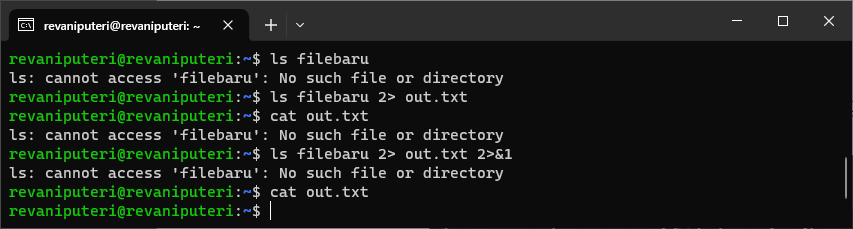 revaniputeri@revaniputeri: ~
revaniputeri@revaniputeri:~$ ls filebaru
ls: cannot access 'filebaru': No such file or directory
revaniputeri@revaniputeri:~$ ls filebaru 2> out.txt
revaniputeri@revaniputeri:~$ cat out.txt
ls: cannot access 'filebaru': No such file or directory
revaniputeri@revaniputeri:~$ ls filebaru 2> out.txt 2>&1
ls: cannot access 'filebaru': No such file or directory
revaniputeri@revaniputeri:~$ cat out.txt
revaniputeri@revaniputeri:~$